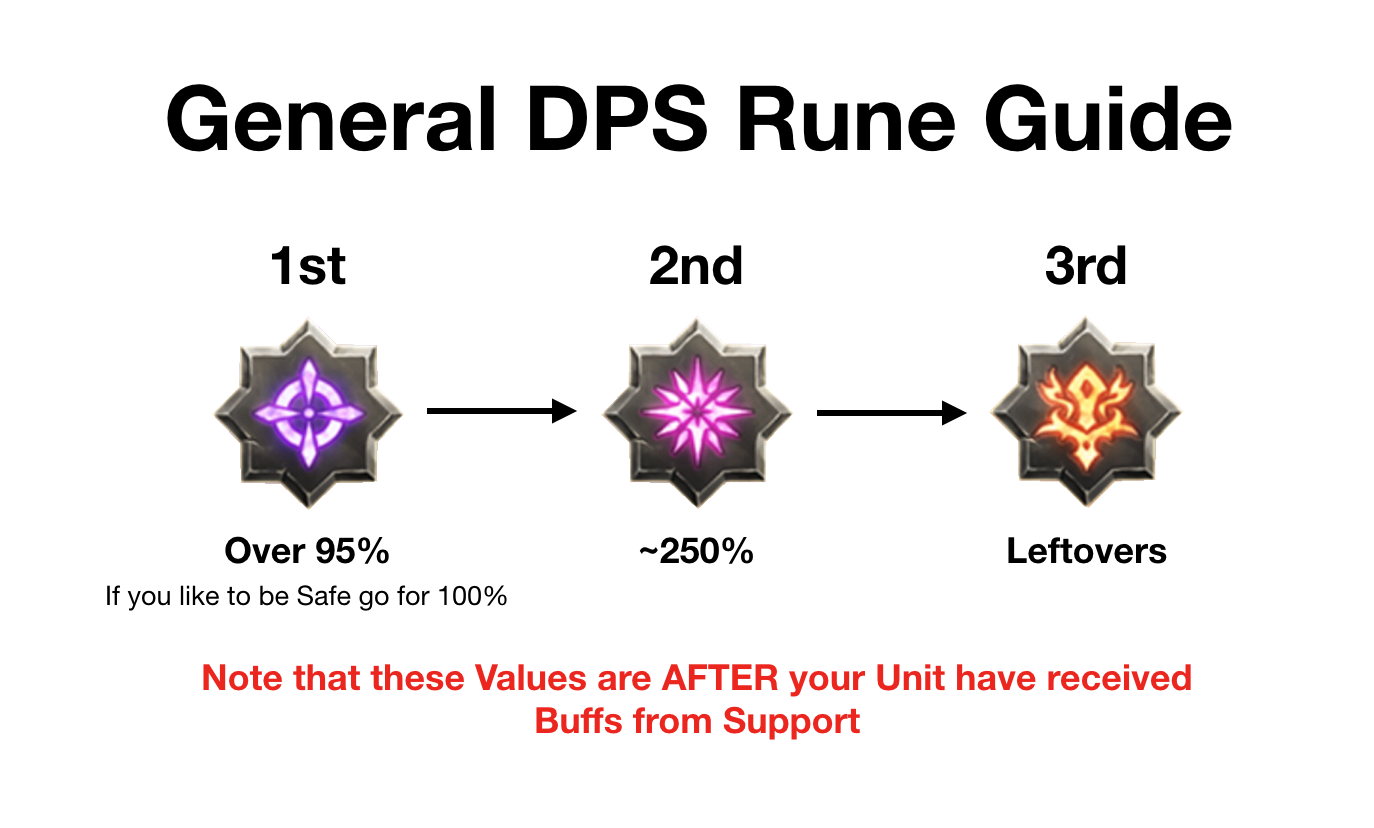 General DPS Rune Guide
1st
2nd
3rd
Over 95%
~250%
Leftovers
If you like to be Safe go for 100%
Note that these Values are AFTER your Unit have received
Buffs from Support